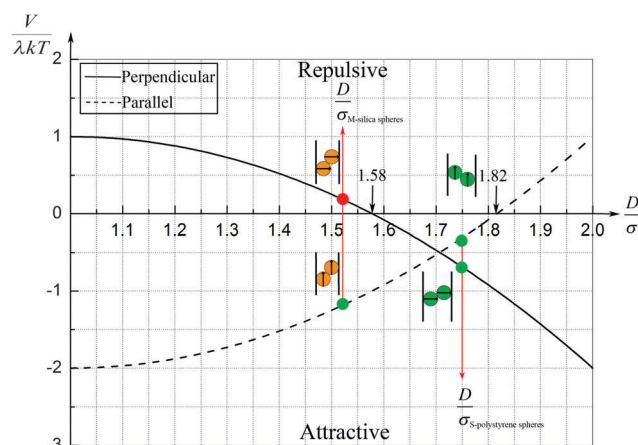 V
λkT
2
Perpendicular
Parallel
Repulsive
D
σ M-silica spheres
1
1.58
1.82
0
1.1
1.2
1.3
1.4
1.5
1.6
1.7
1.8
1.9
2.0
D
σ
-1
-2
D
σ S-polystyrene spheres
Attractive
-3